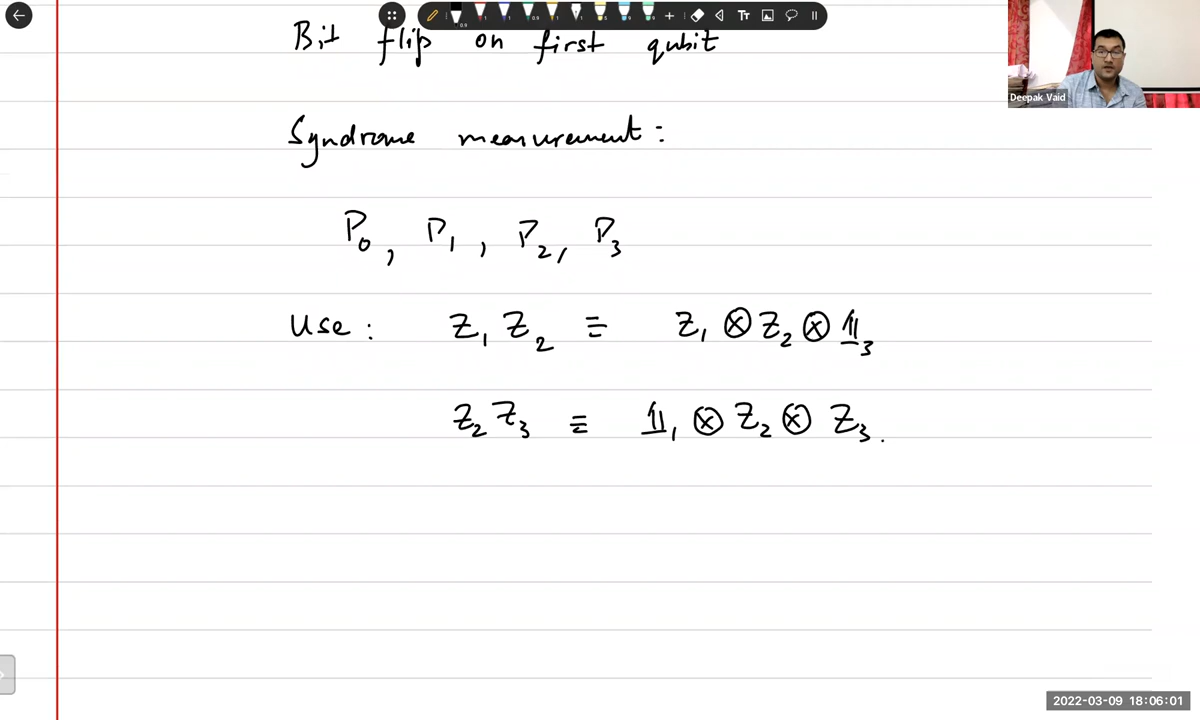 Bit flip on first qubit
Deepak Vaid
Syndrome measurement:
P₀, P₁, P₂, P₃
Use: Z₁ Z₂ ≡ Z₁ ⊗ Z₂ ⊗ 𝟙₃
Z₂ Z₃ ≡ 𝟙₁ ⊗ Z₂ ⊗ Z₃.
2022-03-09 18:06:01